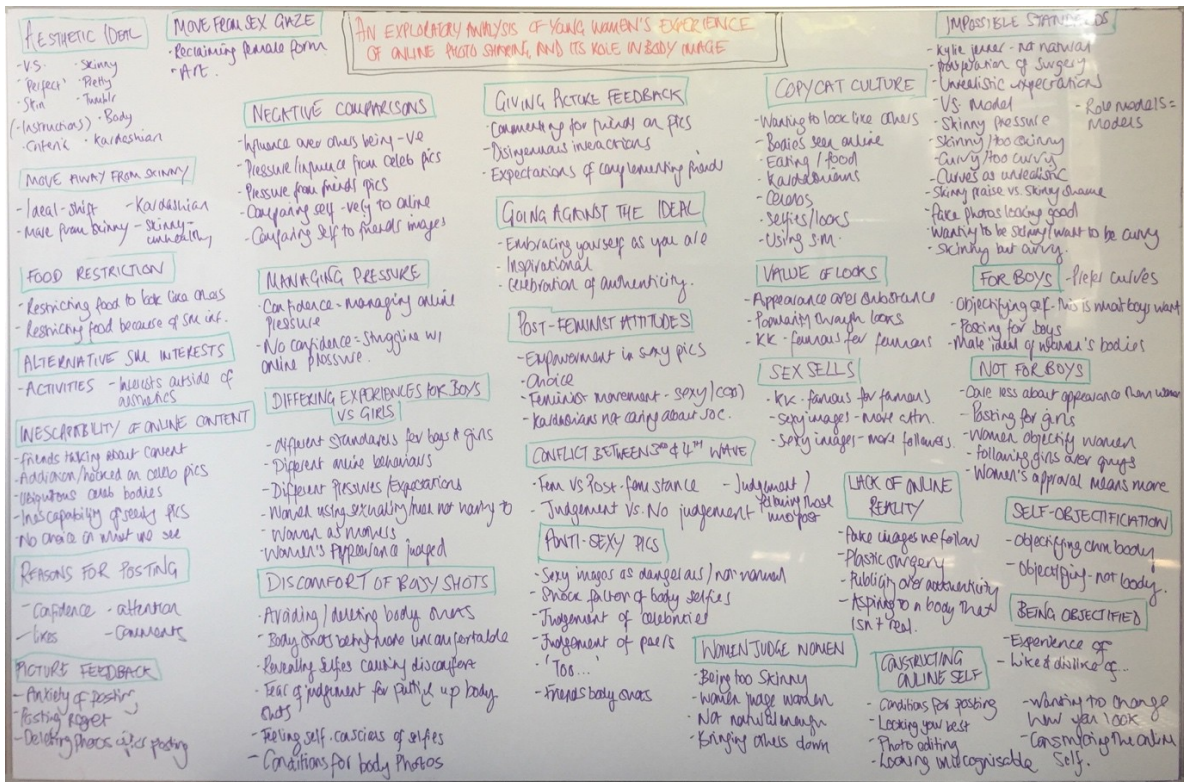 AN EXPLORATORY ANALYSIS OF YOUNG WOMEN'S EXPERIENCE
OF ONLINE PHOTO SHARING, AND ITS ROLE IN BODY IMAGE
AESTHETIC IDEAL
- V.S. - Skinny
- Perfect - Pretty
- Skin - Tumblr
(- Instructions) - Body
- Criteria - Kardashian
MOVE AWAY FROM SKINNY
- Ideal - shift - Kardashian
- Move from skinny - skinny-
unhealthy
FOOD RESTRICTION
- Restricting food to look like others
- Restricting food because of sm inf.
ALTERNATIVE SM INTERESTS
- ACTIVITIES - Interests outside of
aesthetics
INESCAPABILITY OF ONLINE CONTENT
- Friends talking about content
- Addiction/hooked on celeb pics
- Ubiquitous celeb bodies
- Inescapability of seeing pics
- No choice in what we see
REASONS FOR POSTING
- Confidence - attention
- likes - comments
PICTURE FEEDBACK
- Anxiety of posting
- Posting Regret
- Deleting photos after posting
MOVE FROM SEX GAZE
- Reclaiming female form
- Art.
NEGATIVE COMPARISONS
- Influence over others being -ve
- Pressure/influence from celeb pics
- Pressure from friends pics
- Comparing self -vely to online
- Comparing self to friends images
MANAGING PRESSURE
- Confidence = managing online
pressure
- No confidence = struggling w/
online pressure.
DIFFERING EXPERIENCES FOR BOYS
VS GIRLS
- Different standards for boys & girls
- Different online behaviours
- Different pressures/expectations
- Women using sexuality/men not having to
- Women as mothers
- Women's Appearance judged
DISCOMFORT OF BODY SHOTS
- Avoiding/deleting body shots
- Body shots being more uncomfortable
- Revealing selfies causing discomfort
- Fear of judgement for putting up body
shots
- Feeling self-conscious of selfies
- Conditions for body Photos
GIVING PICTURE FEEDBACK
- Commenting for friends on pics
- Disingenuous interactions
- Expectations of complementing friends
GOING AGAINST THE IDEAL
- Embracing yourself as you are
- Inspirational
- Celebration of authenticity.
POST-FEMINIST ATTITUDES
- Empowerment in sexy pics
- Choice
- Feminist movement - sexy/
- Kardashians not caring about soc.
CONFLICT BETWEEN 3RD & 4TH WAVE
- Fem vs Post-fem stance - Judgement/
- Judgement vs. No judgement following those
who post
ANTI-SEXY PICS
- Sexy images as dangerous/not normal
- Shock factor of body selfies
- Judgement of celebrities
- Judgement of peers
- 'Too...'
- Friends body shots
WOMEN JUDGE WOMEN
- Being too skinny
- Women judge women
- Not natural enough
- Bringing others down
COPYCAT CULTURE
- Wanting to look like others
- Bodies seen online
- Eating/food
- Kardashians
- Celebs
- Selfies/looks
- Using S.M.
VALUE OF LOOKS
- Appearance over substance
- Popularity through looks
- KK - famous for famous
SEX SELLS
- KK - famous for famous
- Sexy images - more attn.
- Sexy images - more followers.
LACK OF ONLINE
REALITY
- Fake images we follow
- Plastic surgery
- Publicity over authenticity
- Aspiring to a body that
isn't real.
CONSTRUCTING
ONLINE SELF
- Conditions for posting
- Looking your best
- Photo editing
- Looking unrecognisable
- Wanting to change
how you look
- Constructing the online
self.
IMPOSSIBLE STANDARDS
- Kylie jenner - not natural
- proliferation of surgery
- Unrealistic expectations
- VS. model - Role models =
models
- Skinny pressure
- Skinny/too skinny
- Curvy/too curvy
- Curves as unrealistic
- Skinny praise vs. skinny shame
- Fake photos looking good
- Wanting to be skinny/want to be curvy
- Skinny but curvy.
FOR BOYS - Prefer curves
- Objectifying self - this is what boys want
- Posting for boys
- Male 'ideal of women's bodies
NOT FOR BOYS
- Care less about appearance than women
- Posting for girls
- Women objectify women
- Following girls over guys
- Women's approval means more
SELF-OBJECTIFICATION
- Objectifying own body
- Objectifying - not body.
BEING OBJECTIFIED
- Experience of
- Like & dislike of...